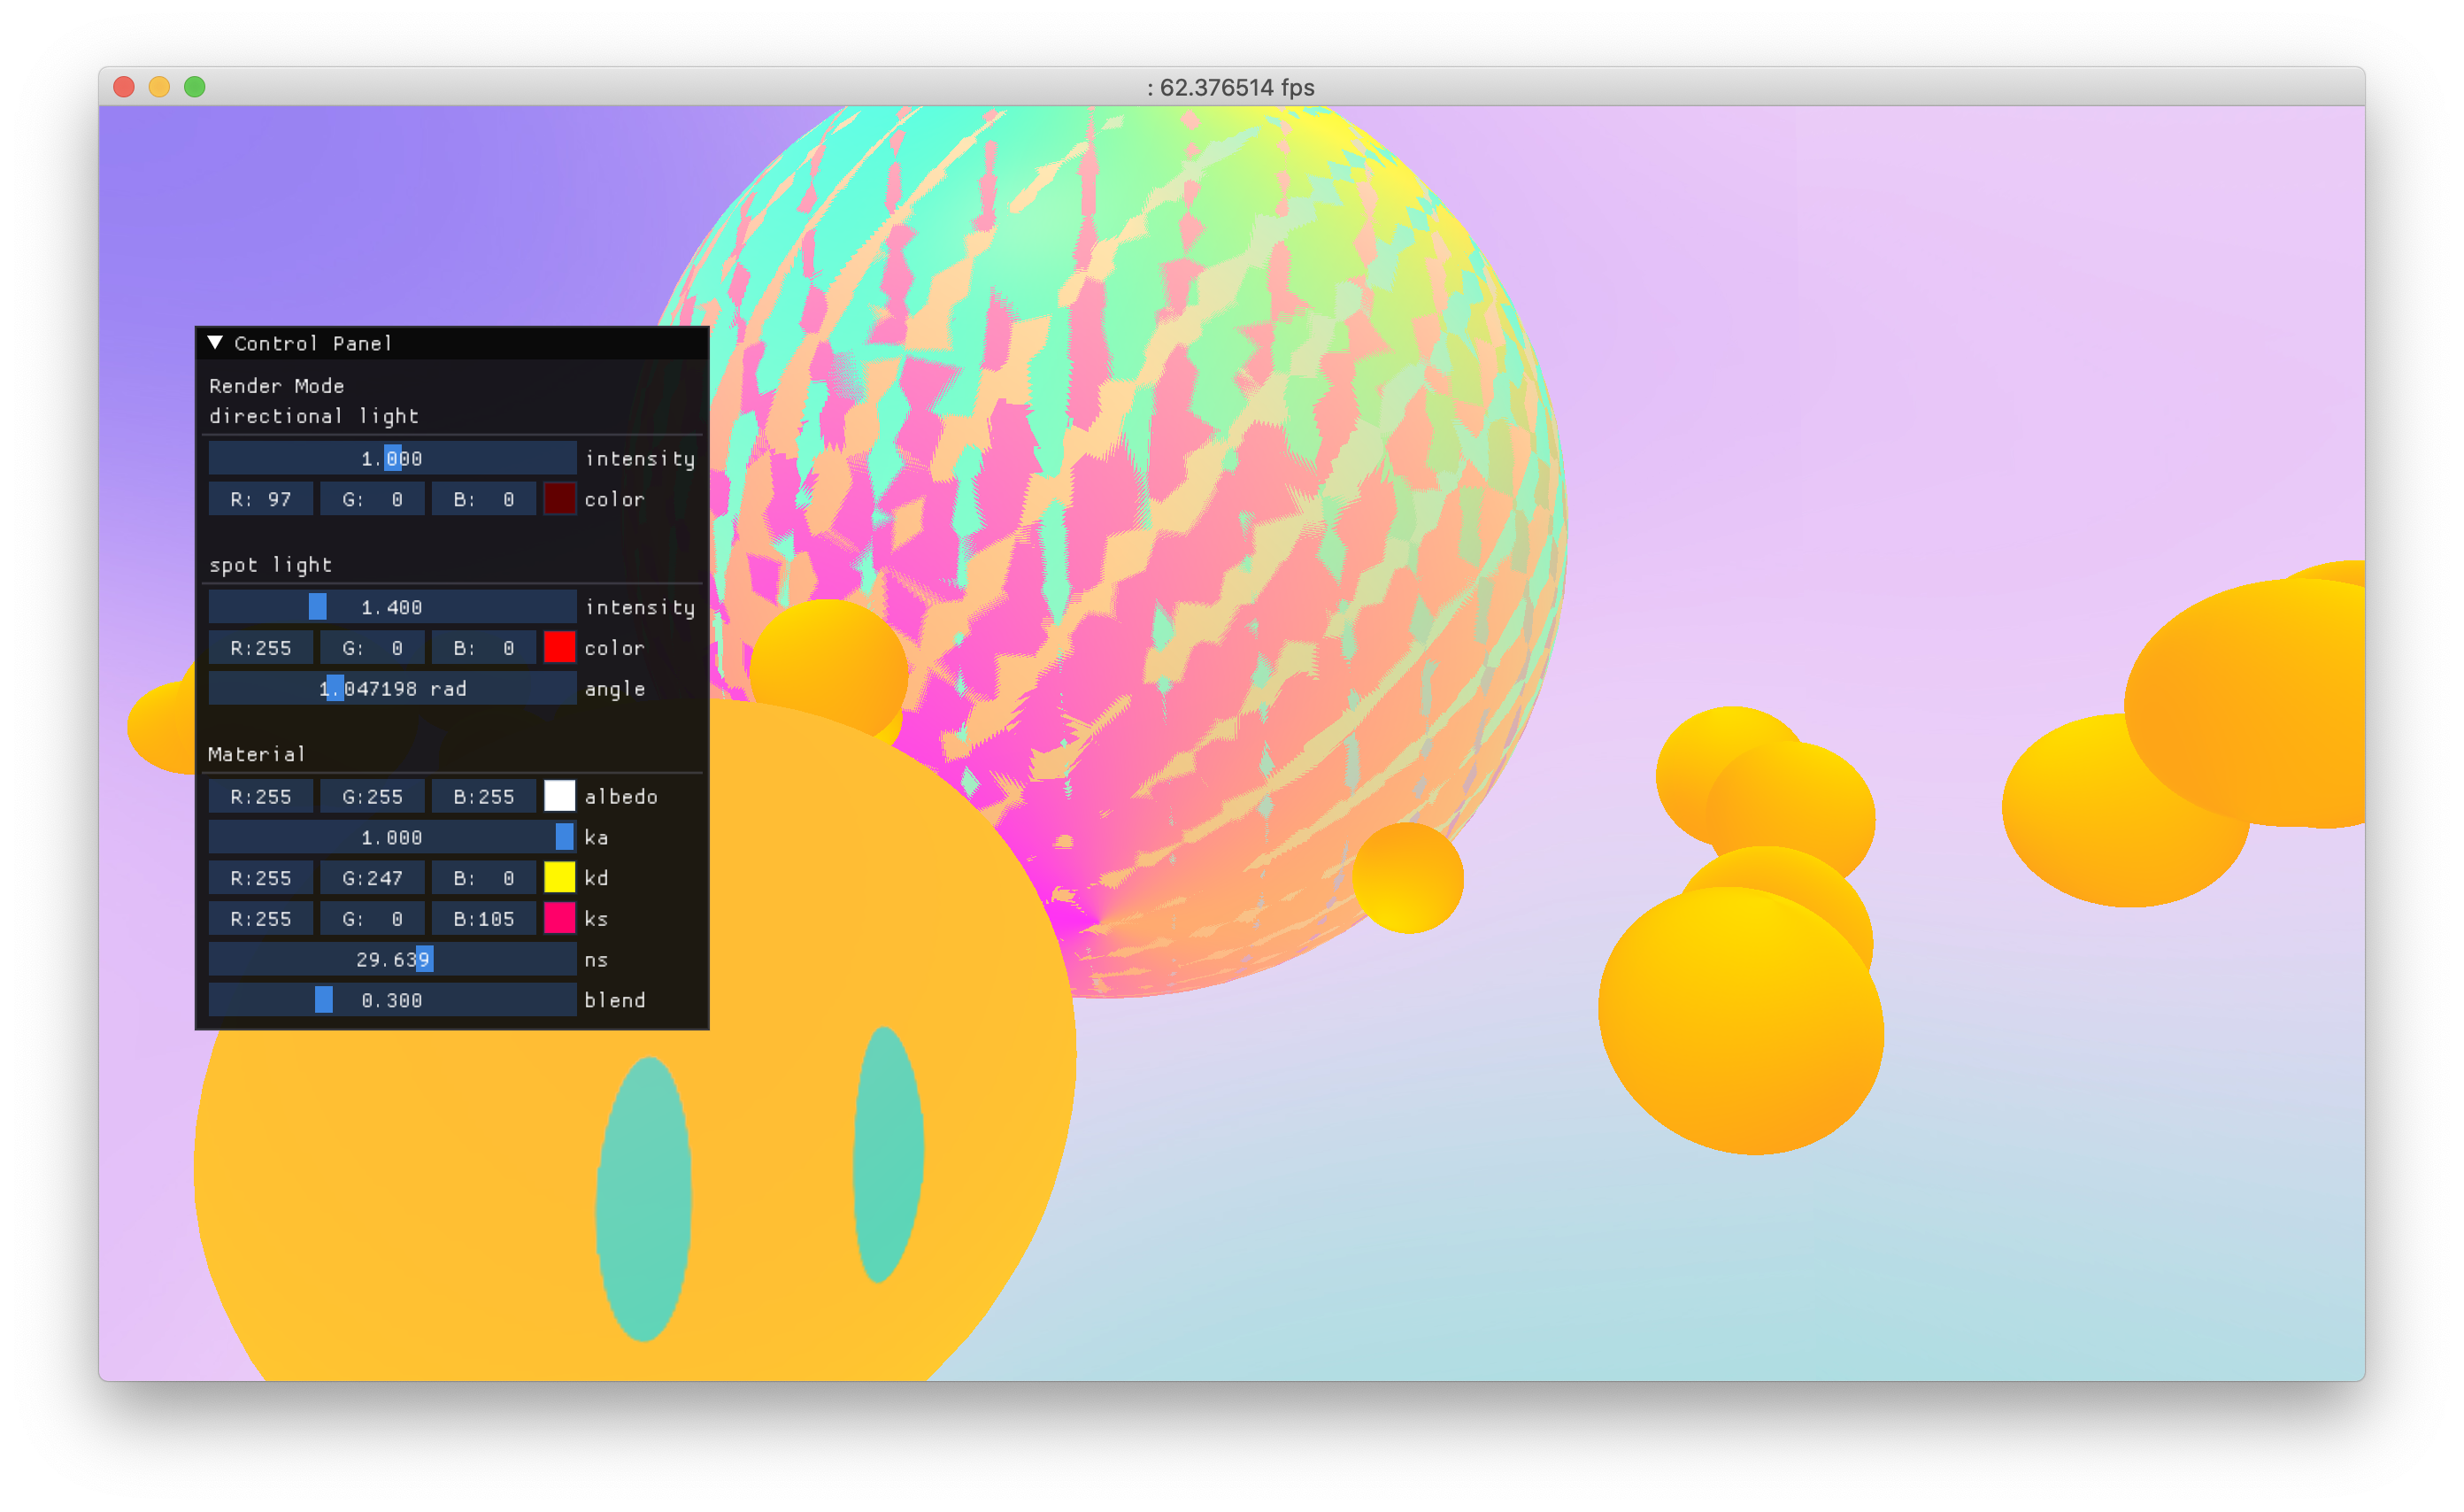 : 62.376514 fps
Control Panel
Render Mode
directional light
1.000 intensity
R: 97 G: 0 B: 0 color
spot light
1.400 intensity
R:255 G: 0 B: 0 color
1.047198 rad angle
Material
R:255 G:255 B:255 albedo
1.000 ka
R:255 G:247 B: 0 kd
R:255 G: 0 B:105 ks
29.639 ns
0.300 blend